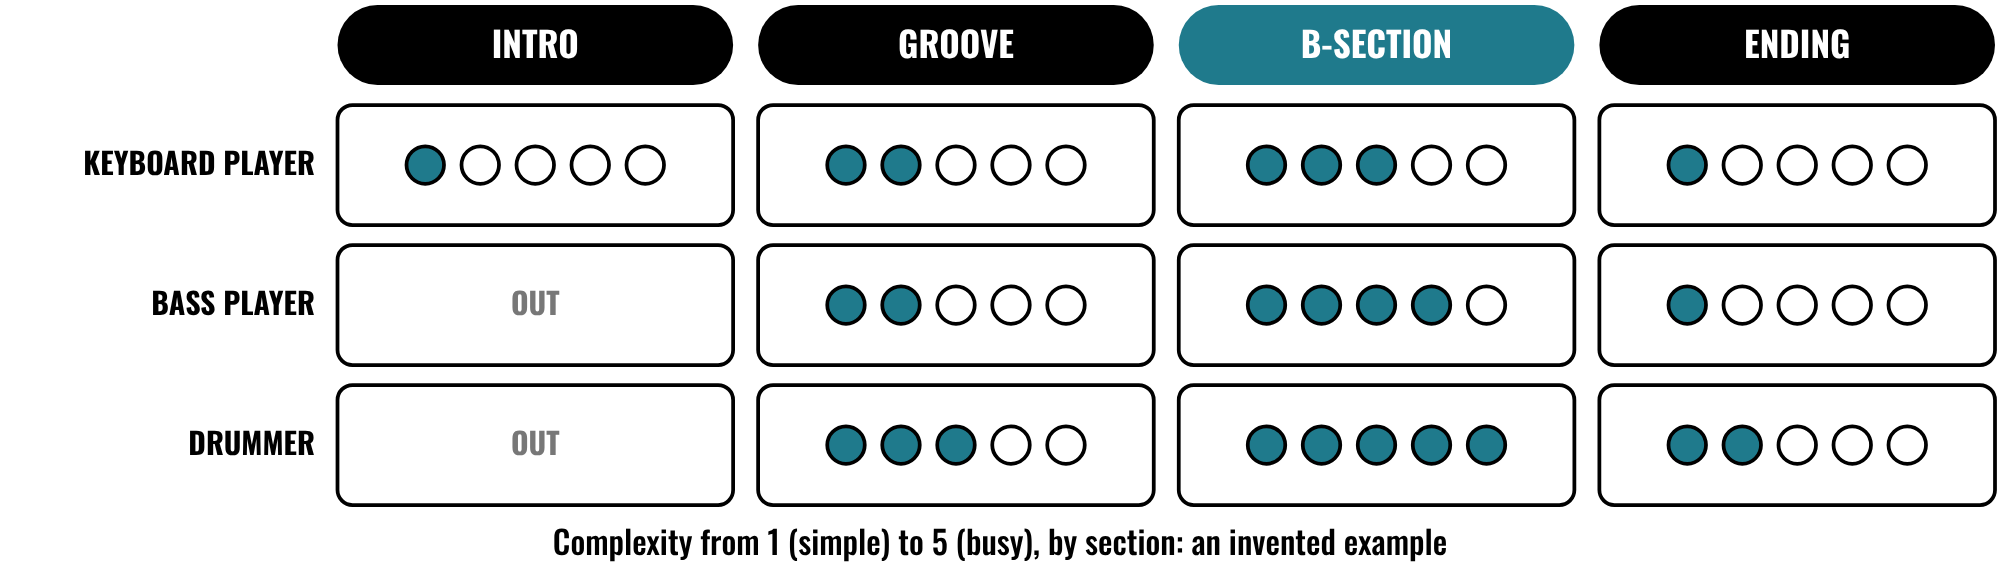 INTRO GROOVE B-SECTION ENDING
KEYBOARD PLAYER
BASS PLAYER OUT
DRUMMER OUT
Complexity from 1 (simple) to 5 (busy), by section: an invented example